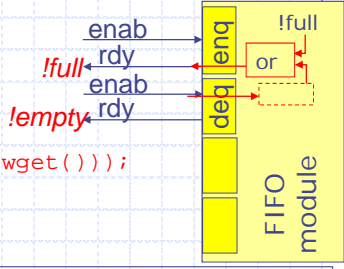 !full
enab
enq
!full
rdy
or
enab
deq
!empty
rdy
wget()));
FIFO
module